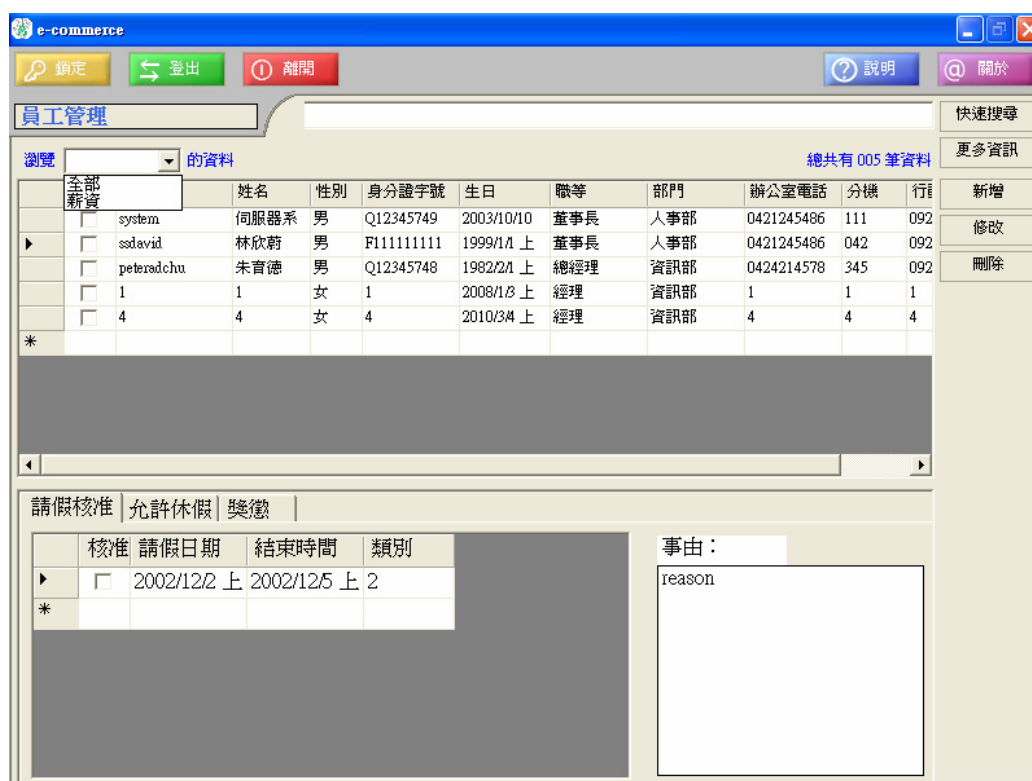 e-commerce
鎖定 登出 離開 說明 關於
員工管理 快速搜尋
瀏覽 的資料 總共有 005 筆資料 更多資訊
全部
薪資
姓名 性別 身分證字號 生日 職等 部門 辦公室電話 分機 新增
system 伺服器系 男 Q12345749 2003/10/10 董事長 人事部 0421245486 111 092 修改
ssdavid 林欣蔚 男 F111111111 1999/1/1 上 董事長 人事部 0421245486 042 092
peteradchu 朱育德 男 Q12345748 1982/2/1 上 總經理 資訊部 0424214578 345 092 刪除
1 1 女 1 2008/1/3 上 經理 資訊部 1 1 1
4 4 女 4 2010/3/4 上 經理 資訊部 4 4 4
請假核准 允許休假 獎懲
核准 請假日期 結束時間 類別 事由：
2002/12/2 上 2002/12/5 上 2 reason